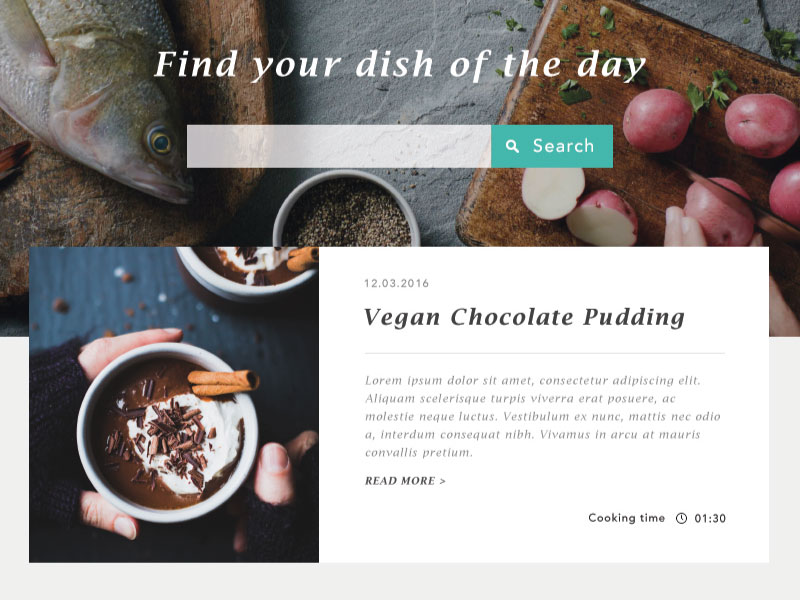 Find your dish of the day
Search
12.03.2016
Vegan Chocolate Pudding
Lorem ipsum dolor sit amet, consectetur adipiscing elit.
Aliquam scelerisque turpis viverra erat posuere, ac
molestie neque luctus. Vestibulum ex nunc, mattis nec odio
a, interdum consequat nibh. Vivamus in arcu at mauris
convallis pretium.
READ MORE >
Cooking time 01:30